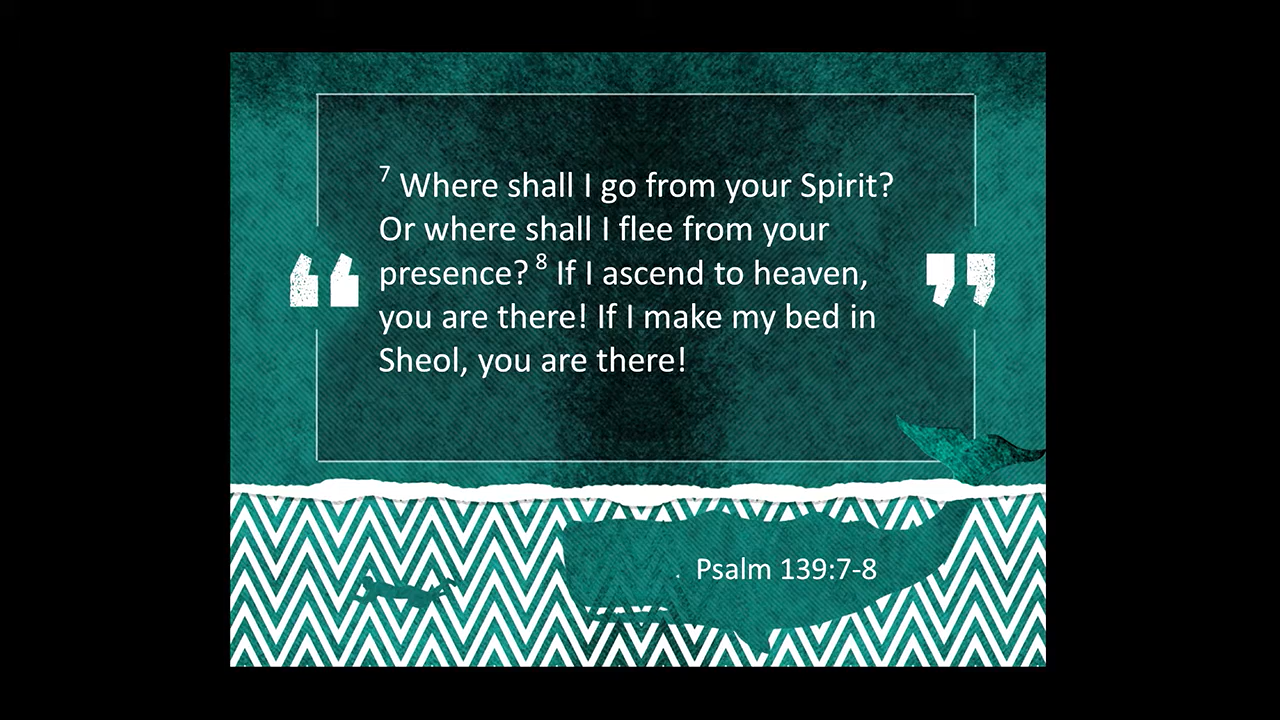 ⁷ Where shall I go from your Spirit?
Or where shall I flee from your
presence? ⁸ If I ascend to heaven,
you are there! If I make my bed in
Sheol, you are there!
Psalm 139:7-8